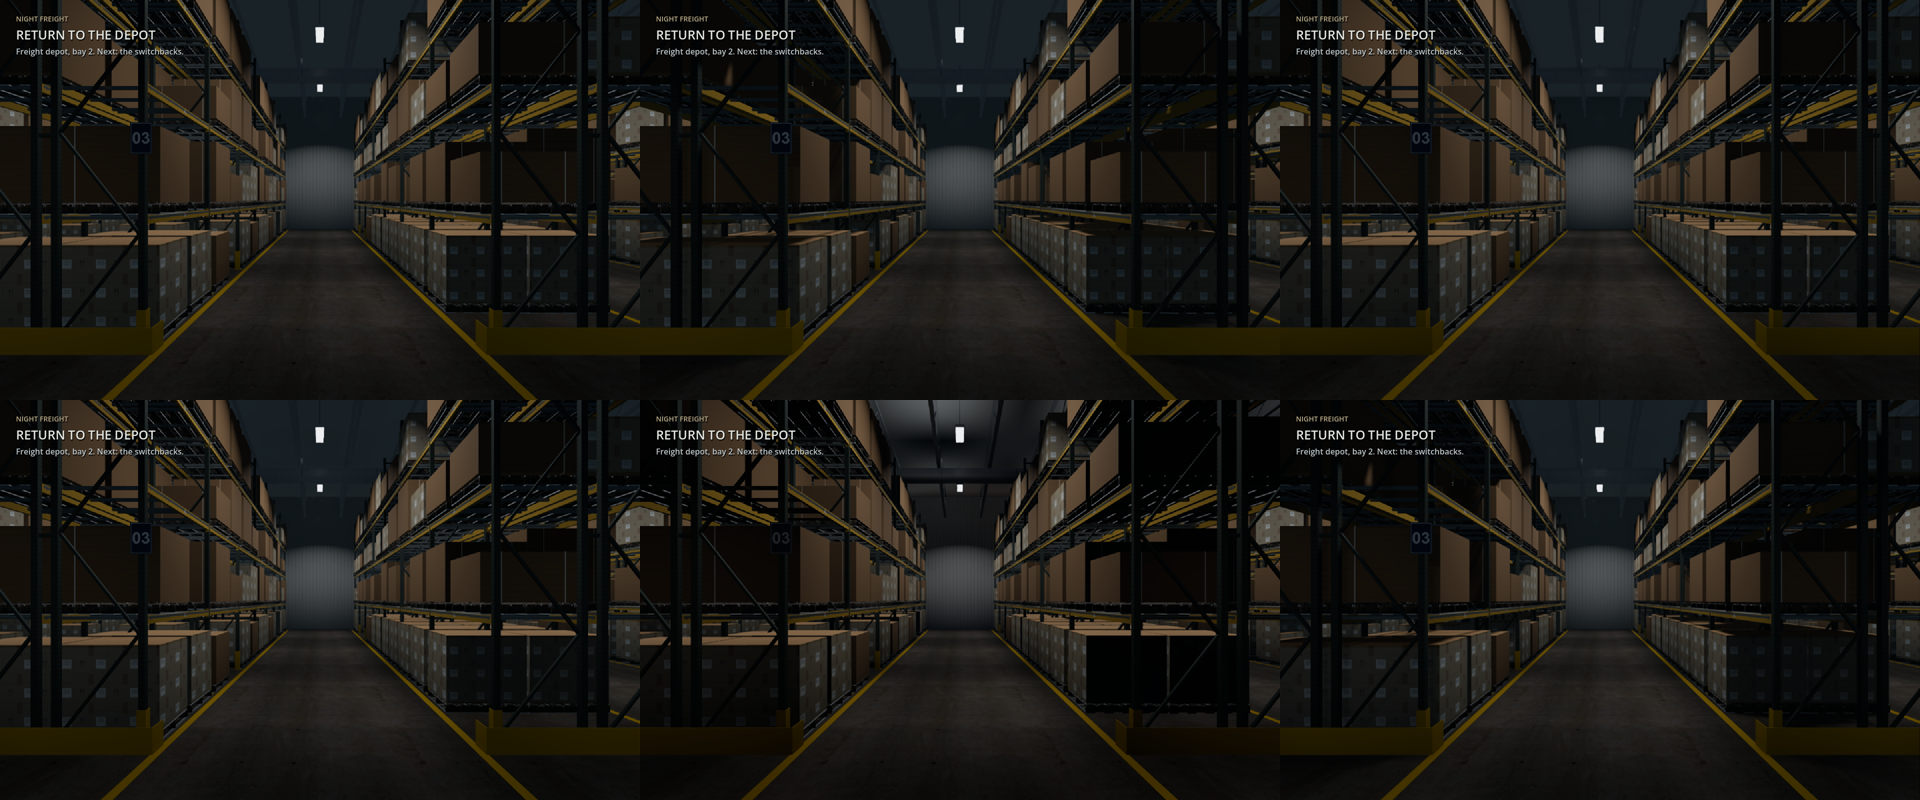 NIGHT FREIGHT
RETURN TO THE DEPOT
Freight depot, bay 2. Next: the switchbacks.
03
NIGHT FREIGHT
RETURN TO THE DEPOT
Freight depot, bay 2. Next: the switchbacks.
03
NIGHT FREIGHT
RETURN TO THE DEPOT
Freight depot, bay 2. Next: the switchbacks.
03
NIGHT FREIGHT
RETURN TO THE DEPOT
Freight depot, bay 2. Next: the switchbacks.
03
NIGHT FREIGHT
RETURN TO THE DEPOT
Freight depot, bay 2. Next: the switchbacks.
03
NIGHT FREIGHT
RETURN TO THE DEPOT
Freight depot, bay 2. Next: the switchbacks.
03